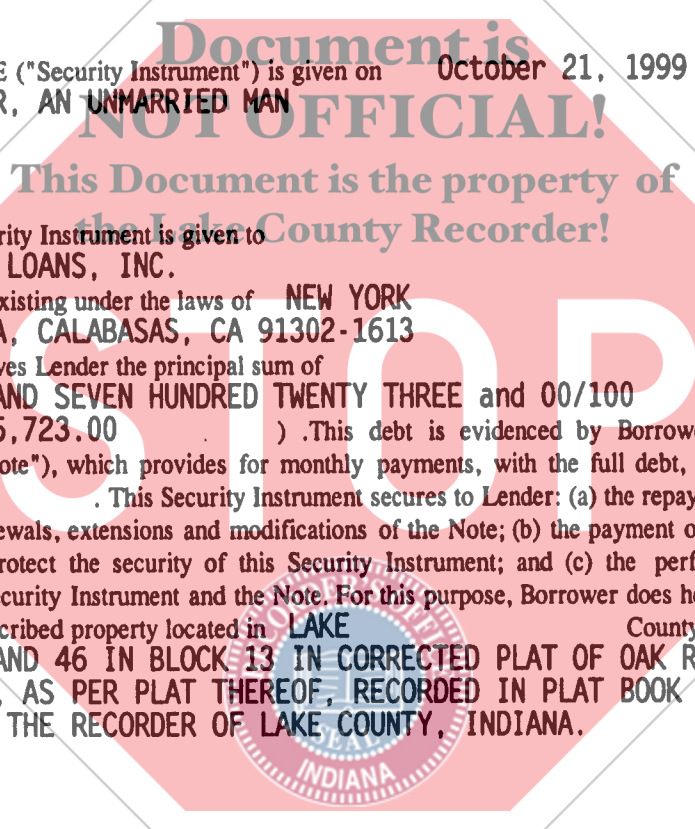 Document is
E ("Security Instrument") is given on October 21, 1999
R, AN UNMARRIED MAN
NOT OFFICIAL!
This Document is the property of
the Lake County Recorder!
rity Instrument is given to
LOANS, INC.
xisting under the laws of NEW YORK
A, CALABASAS, CA 91302-1613
ves Lender the principal sum of
AND SEVEN HUNDRED TWENTY THREE and 00/100
5,723.00 ) .This debt is evidenced by Borrowe
ote"), which provides for monthly payments, with the full debt,
. This Security Instrument secures to Lender: (a) the repay
ewals, extensions and modifications of the Note; (b) the payment o
rotect the security of this Security Instrument; and (c) the perf
curity Instrument and the Note. For this purpose, Borrower does he
cribed property located in LAKE County
AND 46 IN BLOCK 13 IN CORRECTED PLAT OF OAK R
, AS PER PLAT THEREOF, RECORDED IN PLAT BOOK
THE RECORDER OF LAKE COUNTY, INDIANA.
STOP
RECORDER'S OFFICE
SEAL
INDIANA